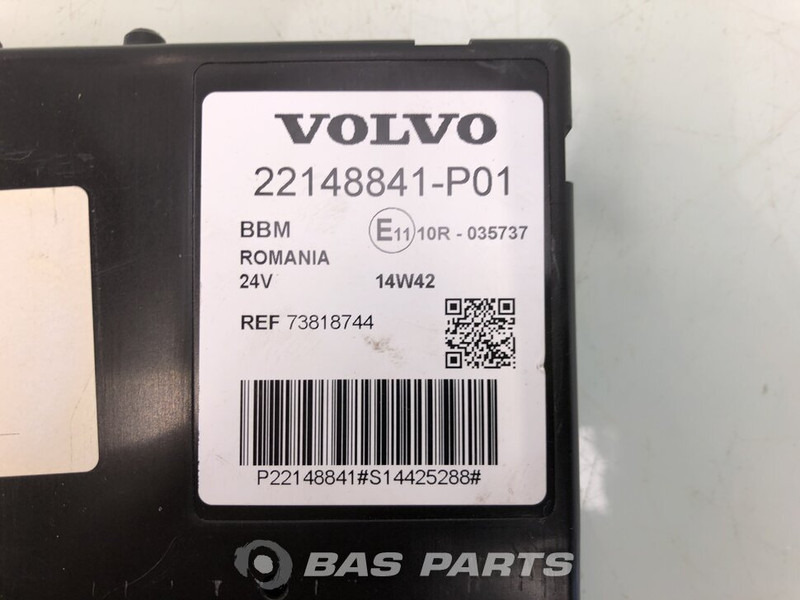 VOLVO
22148841-P01
BBM E11 10R - 035737
ROMANIA
24V 14W42
REF 73818744
P22148841#S14425288#
BAS PARTS